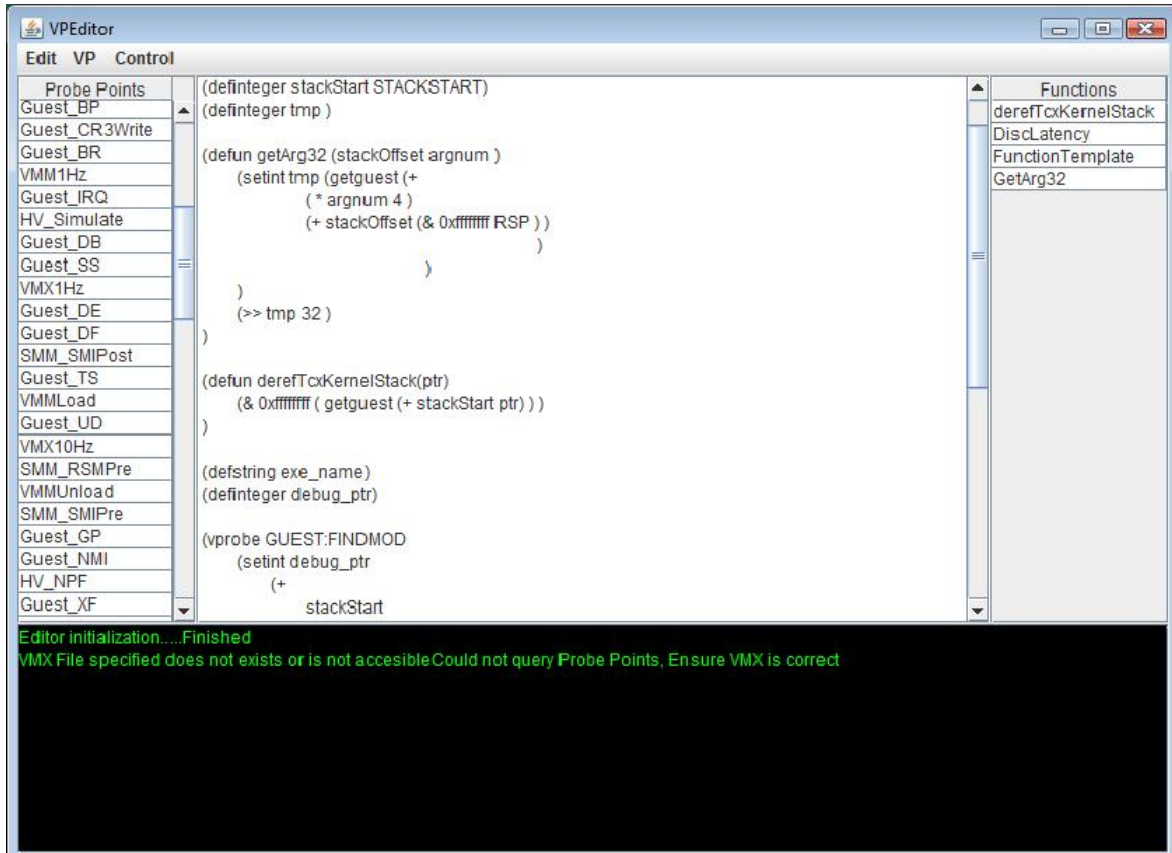 VPEditor
Edit VP Control
Probe Points
Guest_BP
Guest_CR3Write
Guest_BR
VMM1Hz
Guest_IRQ
HV_Simulate
Guest_DB
Guest_SS
VMX1Hz
Guest_DE
Guest_DF
SMM_SMIPost
Guest_TS
VMMLoad
Guest_UD
VMX10Hz
SMM_RSMPre
VMMUnload
SMM_SMIPre
Guest_GP
Guest_NMI
HV_NPF
Guest_XF
(definteger stackStart STACKSTART)
(definteger tmp )
(defun getArg32 (stackOffset argnum )
(setint tmp (getguest (+
( * argnum 4 )
(+ stackOffset (& 0xffffffff RSP ) )
)
)
)
(>> tmp 32 )
)
(defun derefTcxKernelStack(ptr)
(& 0xffffffff ( getguest (+ stackStart ptr) ) )
)
(defstring exe_name)
(definteger debug_ptr)
(vprobe GUEST:FINDMOD
(setint debug_ptr
(+
stackStart
Functions
derefTcxKernelStack
DiscLatency
FunctionTemplate
GetArg32
Editor initialization.....Finished
VMX File specified does not exists or is not accesibleCould not query Probe Points, Ensure VMX is correct